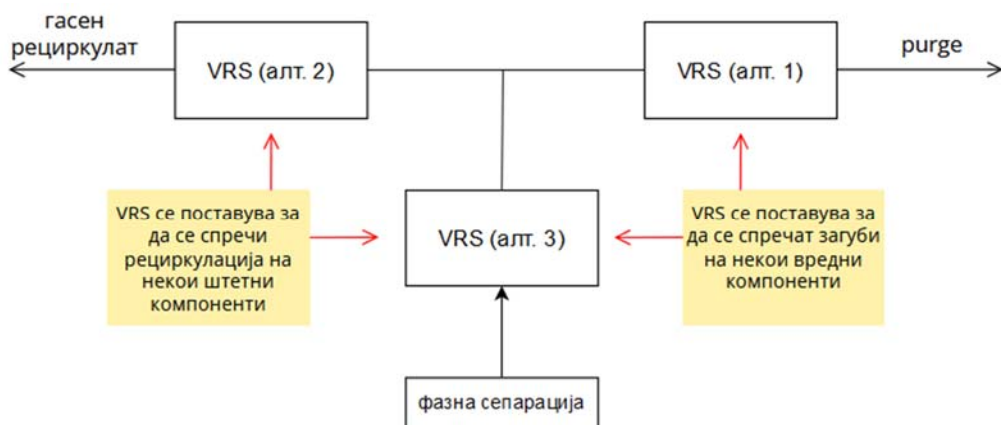 гасен
рециркулат
VRS (алт. 2)
VRS (алт. 1)
purge
VRS се поставува за
да се спречи
рециркулација на
некои штетни
компоненти
VRS (алт. 3)
VRS се поставува за
да се спречат загуби
на некои вредни
компоненти
фазна сепарација